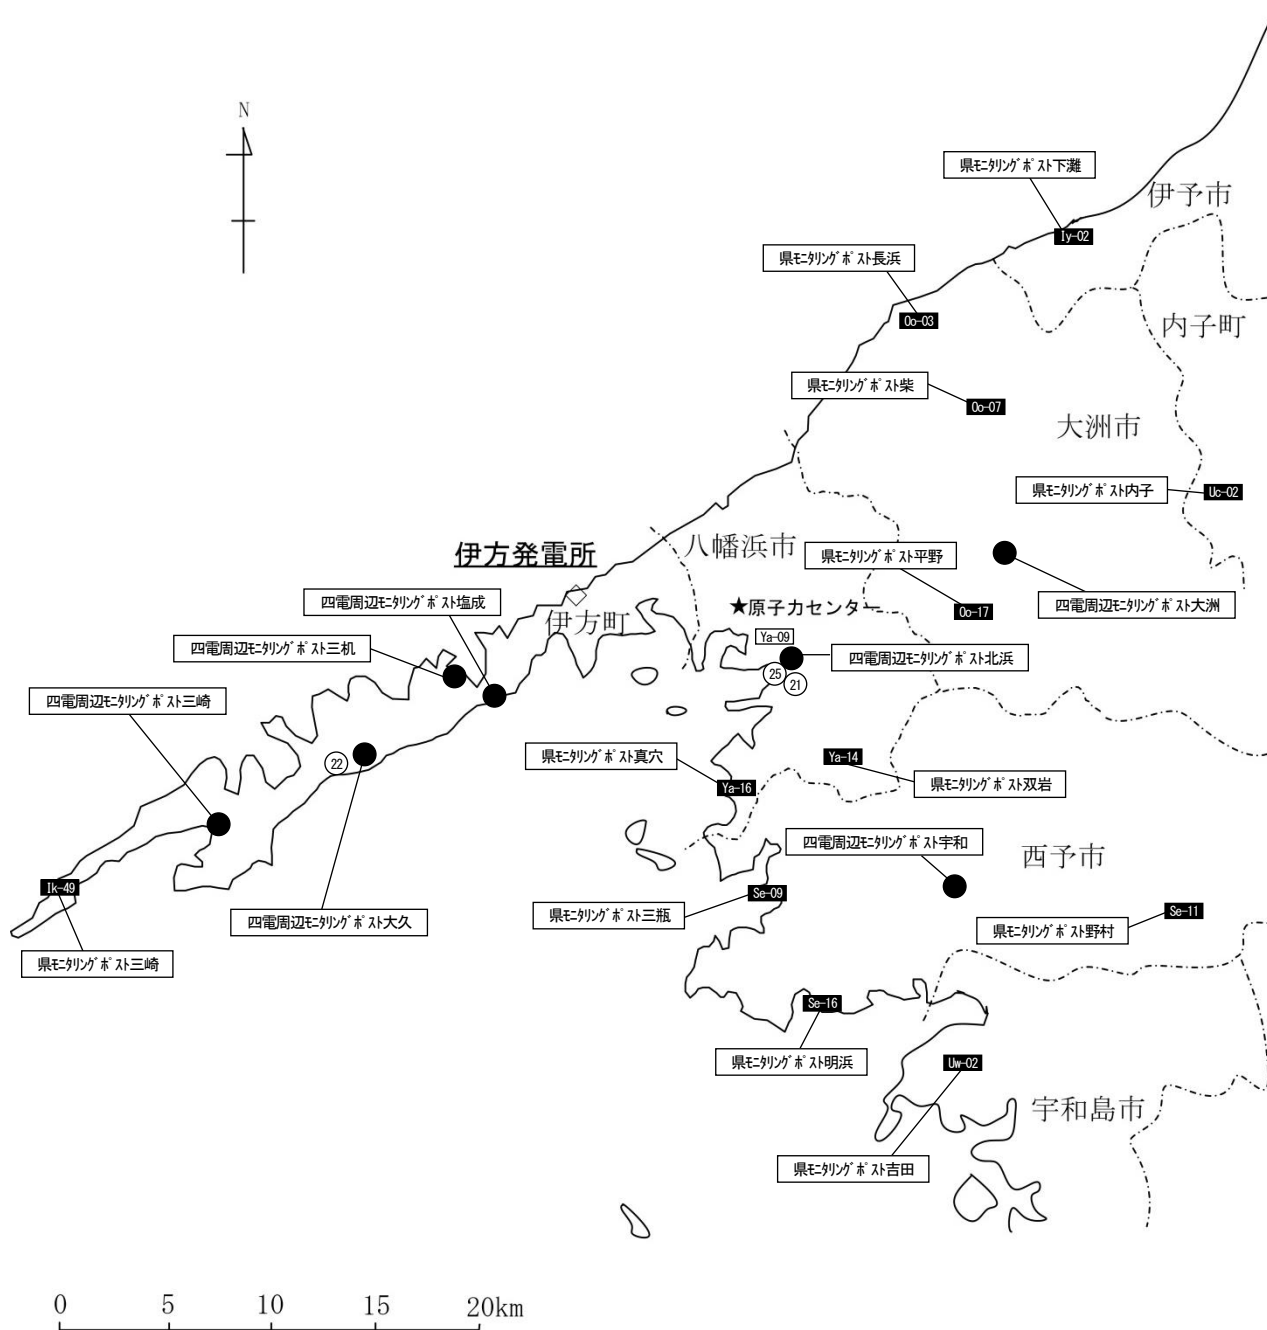 N
県ﾓﾆﾀﾘﾝｸﾞﾎﾟｽﾄ下灘
伊予市
Iy-02
県ﾓﾆﾀﾘﾝｸﾞﾎﾟｽﾄ長浜
Oo-03
内子町
県ﾓﾆﾀﾘﾝｸﾞﾎﾟｽﾄ柴
Oo-07
大洲市
県ﾓﾆﾀﾘﾝｸﾞﾎﾟｽﾄ内子
Uc-02
伊方発電所
八幡浜市
県ﾓﾆﾀﾘﾝｸﾞﾎﾟｽﾄ平野
四電周辺ﾓﾆﾀﾘﾝｸﾞﾎﾟｽﾄ塩成
伊方町
★原子力センター
Oo-17
四電周辺ﾓﾆﾀﾘﾝｸﾞﾎﾟｽﾄ大洲
Ya-09
四電周辺ﾓﾆﾀﾘﾝｸﾞﾎﾟｽﾄ三机
四電周辺ﾓﾆﾀﾘﾝｸﾞﾎﾟｽﾄ北浜
25
21
四電周辺ﾓﾆﾀﾘﾝｸﾞﾎﾟｽﾄ三崎
22
県ﾓﾆﾀﾘﾝｸﾞﾎﾟｽﾄ真穴
Ya-14
Ya-16
県ﾓﾆﾀﾘﾝｸﾞﾎﾟｽﾄ双岩
四電周辺ﾓﾆﾀﾘﾝｸﾞﾎﾟｽﾄ宇和
西予市
Ik-49
Se-09
四電周辺ﾓﾆﾀﾘﾝｸﾞﾎﾟｽﾄ大久
県ﾓﾆﾀﾘﾝｸﾞﾎﾟｽﾄ三瓶
Se-11
県ﾓﾆﾀﾘﾝｸﾞﾎﾟｽﾄ野村
県ﾓﾆﾀﾘﾝｸﾞﾎﾟｽﾄ三崎
Se-16
県ﾓﾆﾀﾘﾝｸﾞﾎﾟｽﾄ明浜
Uw-02
宇和島市
県ﾓﾆﾀﾘﾝｸﾞﾎﾟｽﾄ吉田
0 5 10 15 20km